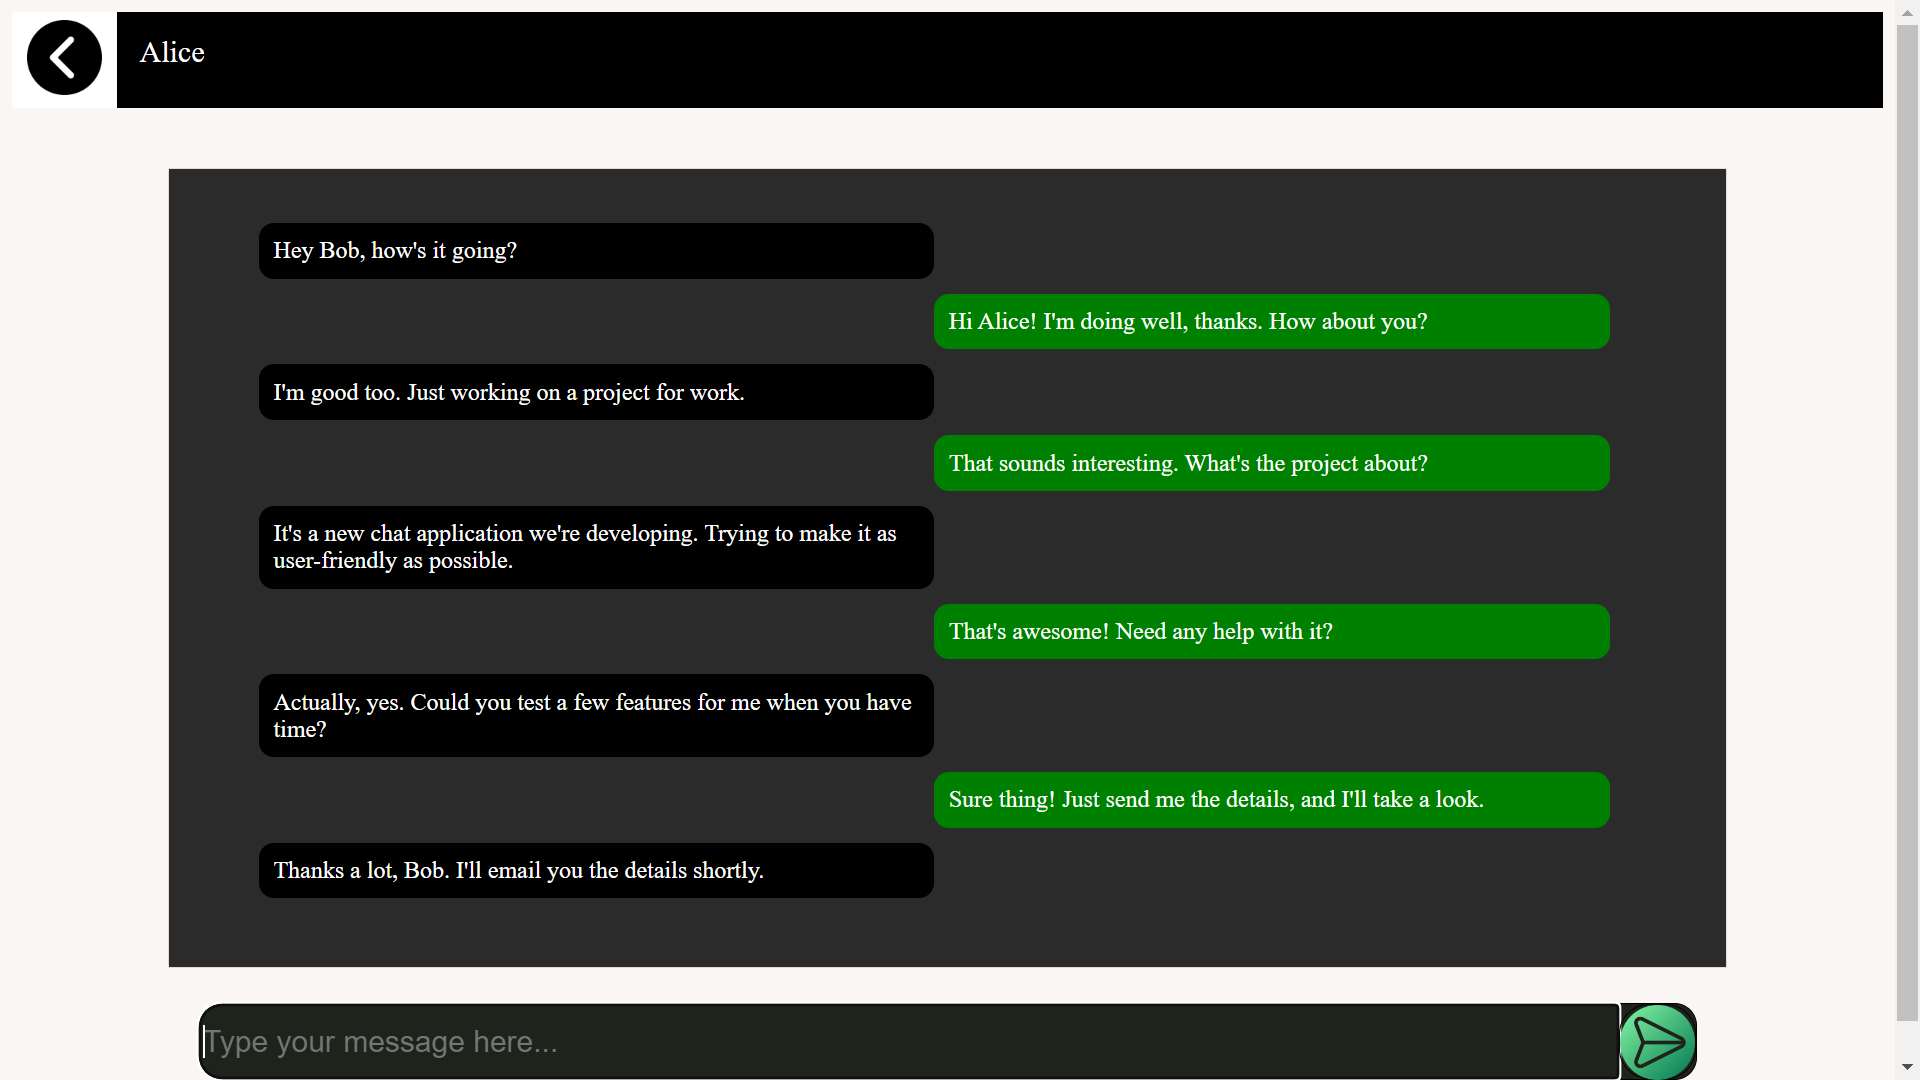 Alice
Hey Bob, how's it going?
Hi Alice! I'm doing well, thanks. How about you?
I'm good too. Just working on a project for work.
That sounds interesting. What's the project about?
It's a new chat application we're developing. Trying to make it as
user-friendly as possible.
That's awesome! Need any help with it?
Actually, yes. Could you test a few features for me when you have
time?
Sure thing! Just send me the details, and I'll take a look.
Thanks a lot, Bob. I'll email you the details shortly.
Type your message here...